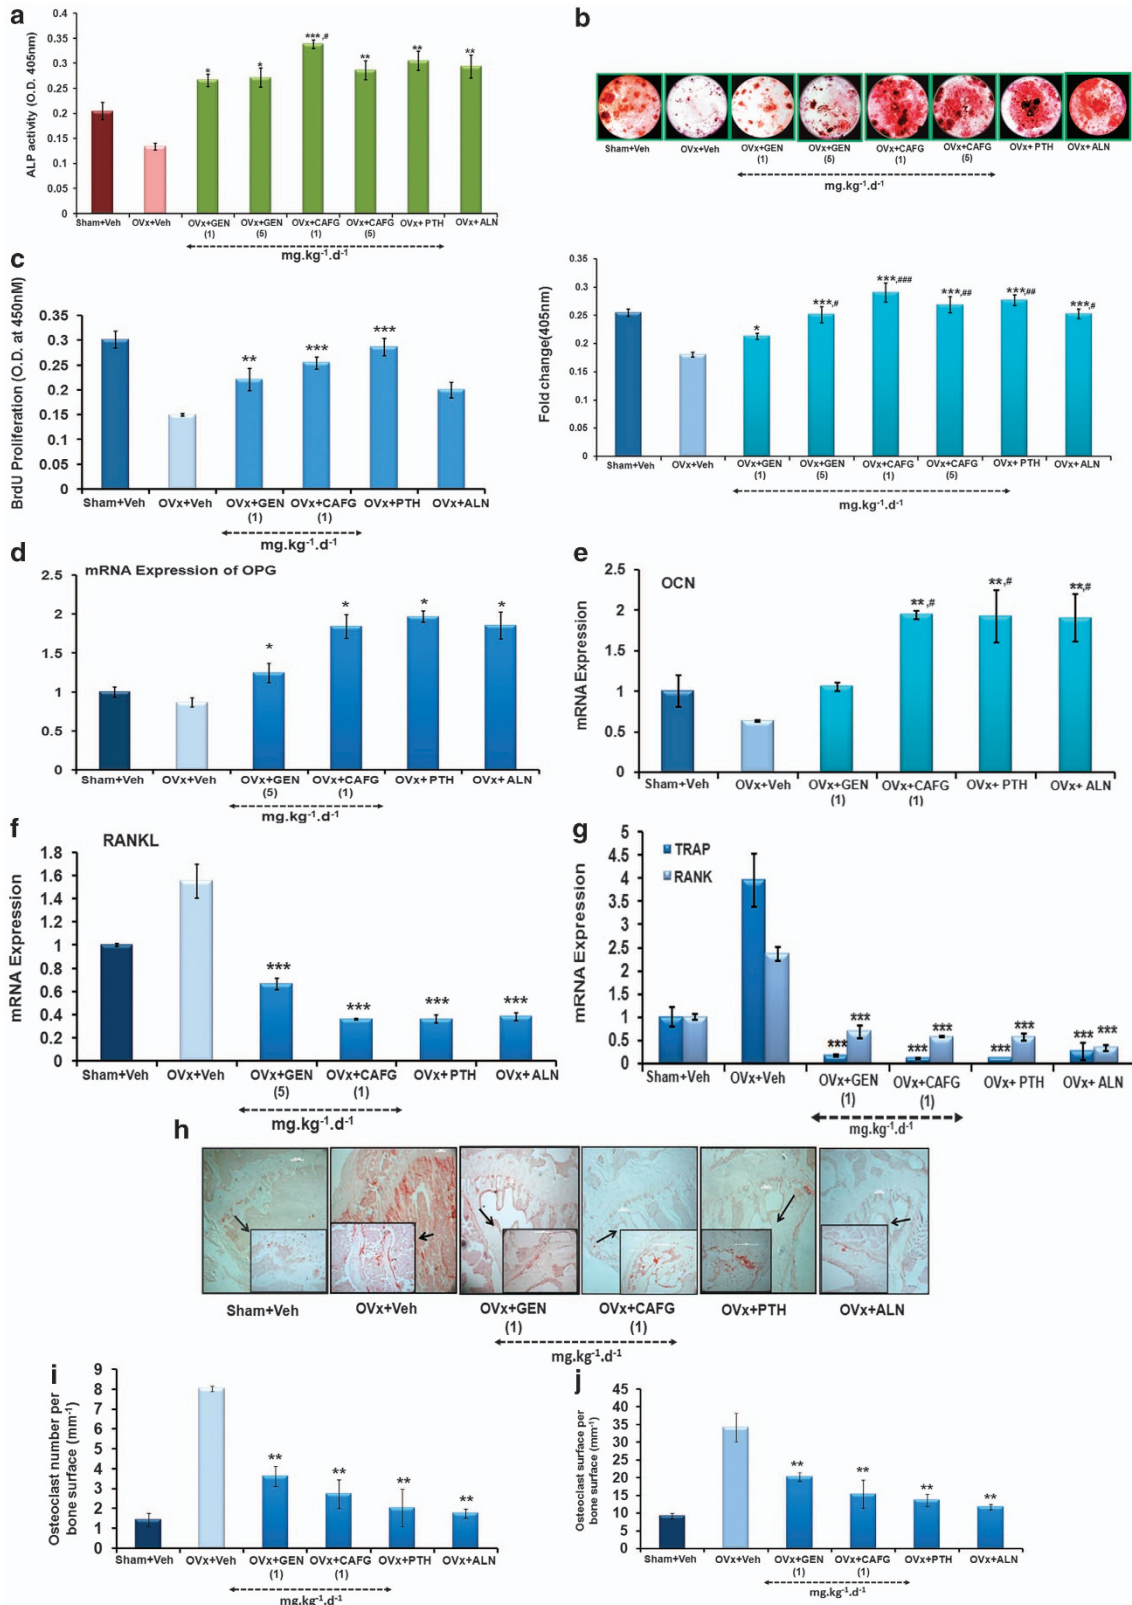 a
ALP activity (O.D. 405nm)
0.4
0.35
0.3
0.25
0.2
0.15
0.1
0.05
0
* * ***,# ** ** **
Sham+Veh OVx+Veh OVx+GEN OVx+GEN OVx+CAFG OVx+CAFG OVx+ PTH OVx+ALN
(1) (5) (1) (5)
mg.kg-1.d-1
b
Sham+Veh OVx+Veh OVx+GEN OVx+GEN OVx+CAFG OVx+CAFG OVx+ PTH OVx+ ALN
(1) (5) (1) (5)
mg.kg-1.d-1
Fold change(405nm)
0.35
0.3
0.25
0.2
0.15
0.1
0.05
0
* ***,# ***,### ***,## ***,## ***,#
Sham+Veh OVx+Veh OVx+GEN OVx+GEN OVx+CAFG OVx+CAFG OVx+ PTH OVx+ ALN
(1) (5) (1) (5)
mg.kg-1.d-1
c
BrdU Proliferation (O.D. at 450nM)
0.35
0.3
0.25
0.2
0.15
0.1
0.05
0
** *** ***
Sham+Veh OVx+Veh OVx+GEN OVx+CAFG OVx+PTH OVx+ALN
(1) (1)
mg.kg-1.d-1
d
mRNA Expression of OPG
2.5
2
1.5
1
0.5
0
* * * *
Sham+Veh OVx+Veh OVx+GEN OVx+CAFG OVx+ PTH OVx+ ALN
(5) (1)
mg.kg-1.d-1
e
OCN
mRNA Expression
2.5
2
1.5
1
0.5
0
**,# **,# **,#
Sham+Veh OVx+Veh OVx+GEN OVx+CAFG OVx+ PTH OVx+ ALN
(1) (1)
f
RANKL
mRNA Expression
1.8
1.6
1.4
1.2
1
0.8
0.6
0.4
0.2
0
*** *** *** ***
Sham+Veh OVx+Veh OVx+GEN OVx+CAFG OVx+ PTH OVx+ ALN
(5) (1)
mg.kg-1.d-1
g
TRAP
RANK
mRNA Expression
5
4.5
4
3.5
3
2.5
2
1.5
1
0.5
0
*** *** *** *** *** *** *** ***
Sham+Veh OVx+Veh OVx+GEN OVx+CAFG OVx+ PTH OVx+ ALN
(1) (1)
mg.kg-1.d-1
h
Sham+Veh OVx+Veh OVx+GEN OVx+CAFG OVx+PTH OVx+ALN
(1) (1)
mg.kg-1.d-1
i
Osteoclast number per
bone surface (mm-1)
9
8
7
6
5
4
3
2
1
0
** ** ** **
Sham+Veh OVx+Veh OVx+GEN OVx+CAFG OVx+PTH OVx+ALN
(1) (1)
mg.kg-1.d-1
j
Osteoclast surface per
bone surface (mm-1)
45
40
35
30
25
20
15
10
5
0
** ** ** **
Sham+Veh OVx+Veh OVx+GEN OVx+CAFG OVx+PTH OVx+ALN
(1) (1)
mg.kg-1.d-1